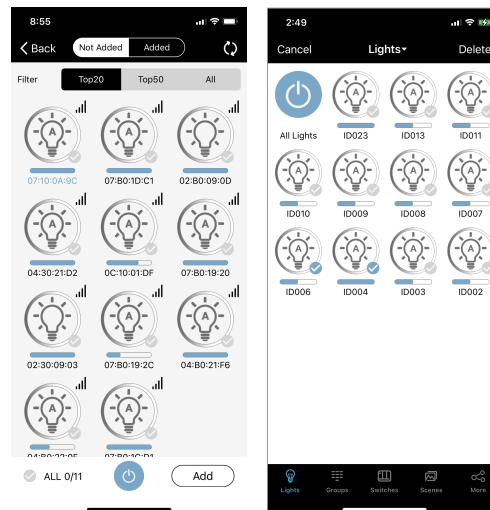 8:55
Back
Not Added
Added
Filter
Top20
Top50
All
A
A
07:10:0A:9C
07:B0:1D:C1
02:B0:09:0D
A
A
A
04:30:21:D2
0C:10:01:DF
07:B0:19:20
A
A
02:30:09:03
07:B0:19:2C
04:B0:21:F6
A
A
ALL 0/11
Add
2:49
Cancel
Lights
Delete
A
A
A
All Lights
ID023
ID013
ID011
A
A
A
A
ID010
ID009
ID008
ID007
A
A
A
A
ID006
ID004
ID003
ID002
Lights
Groups
Switches
Scenes
More